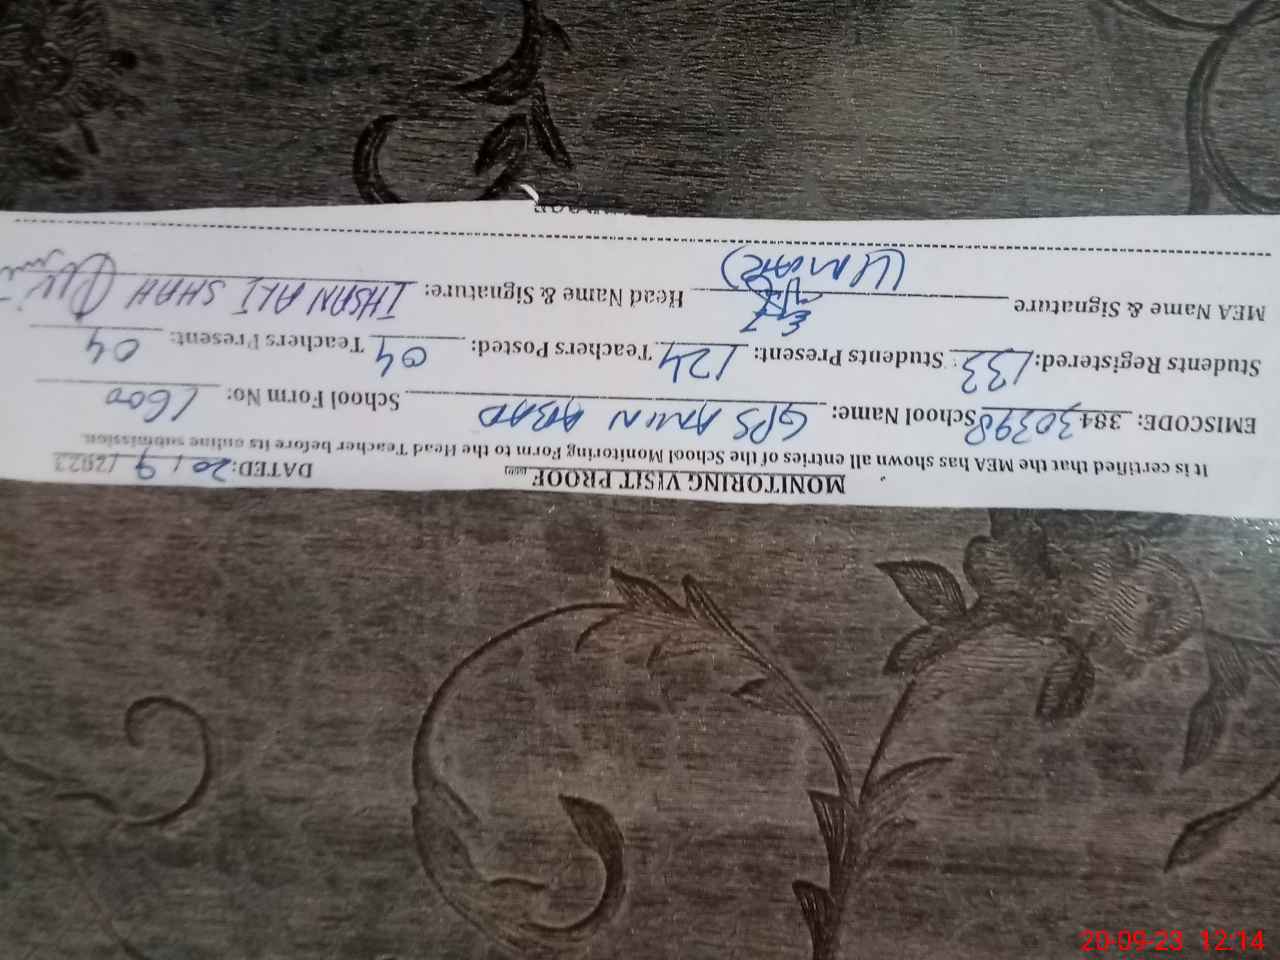 MONITORING VISIT PROOF
DATED: 20/9/2023
It is certified that the MEA has shown all entries of the School Monitoring Form to the Head Teacher before its online submission.
EMISCODE: 38430398 School Name: GPS AMIN ABAD School Form No: 1600
Students Registered: 133 Students Present: 124 Teachers Posted: 04 Teachers Present: 04
MEA Name & Signature (UMAR) Head Name & Signature: IHSAN ALI SHAH
20-09-23 12:14